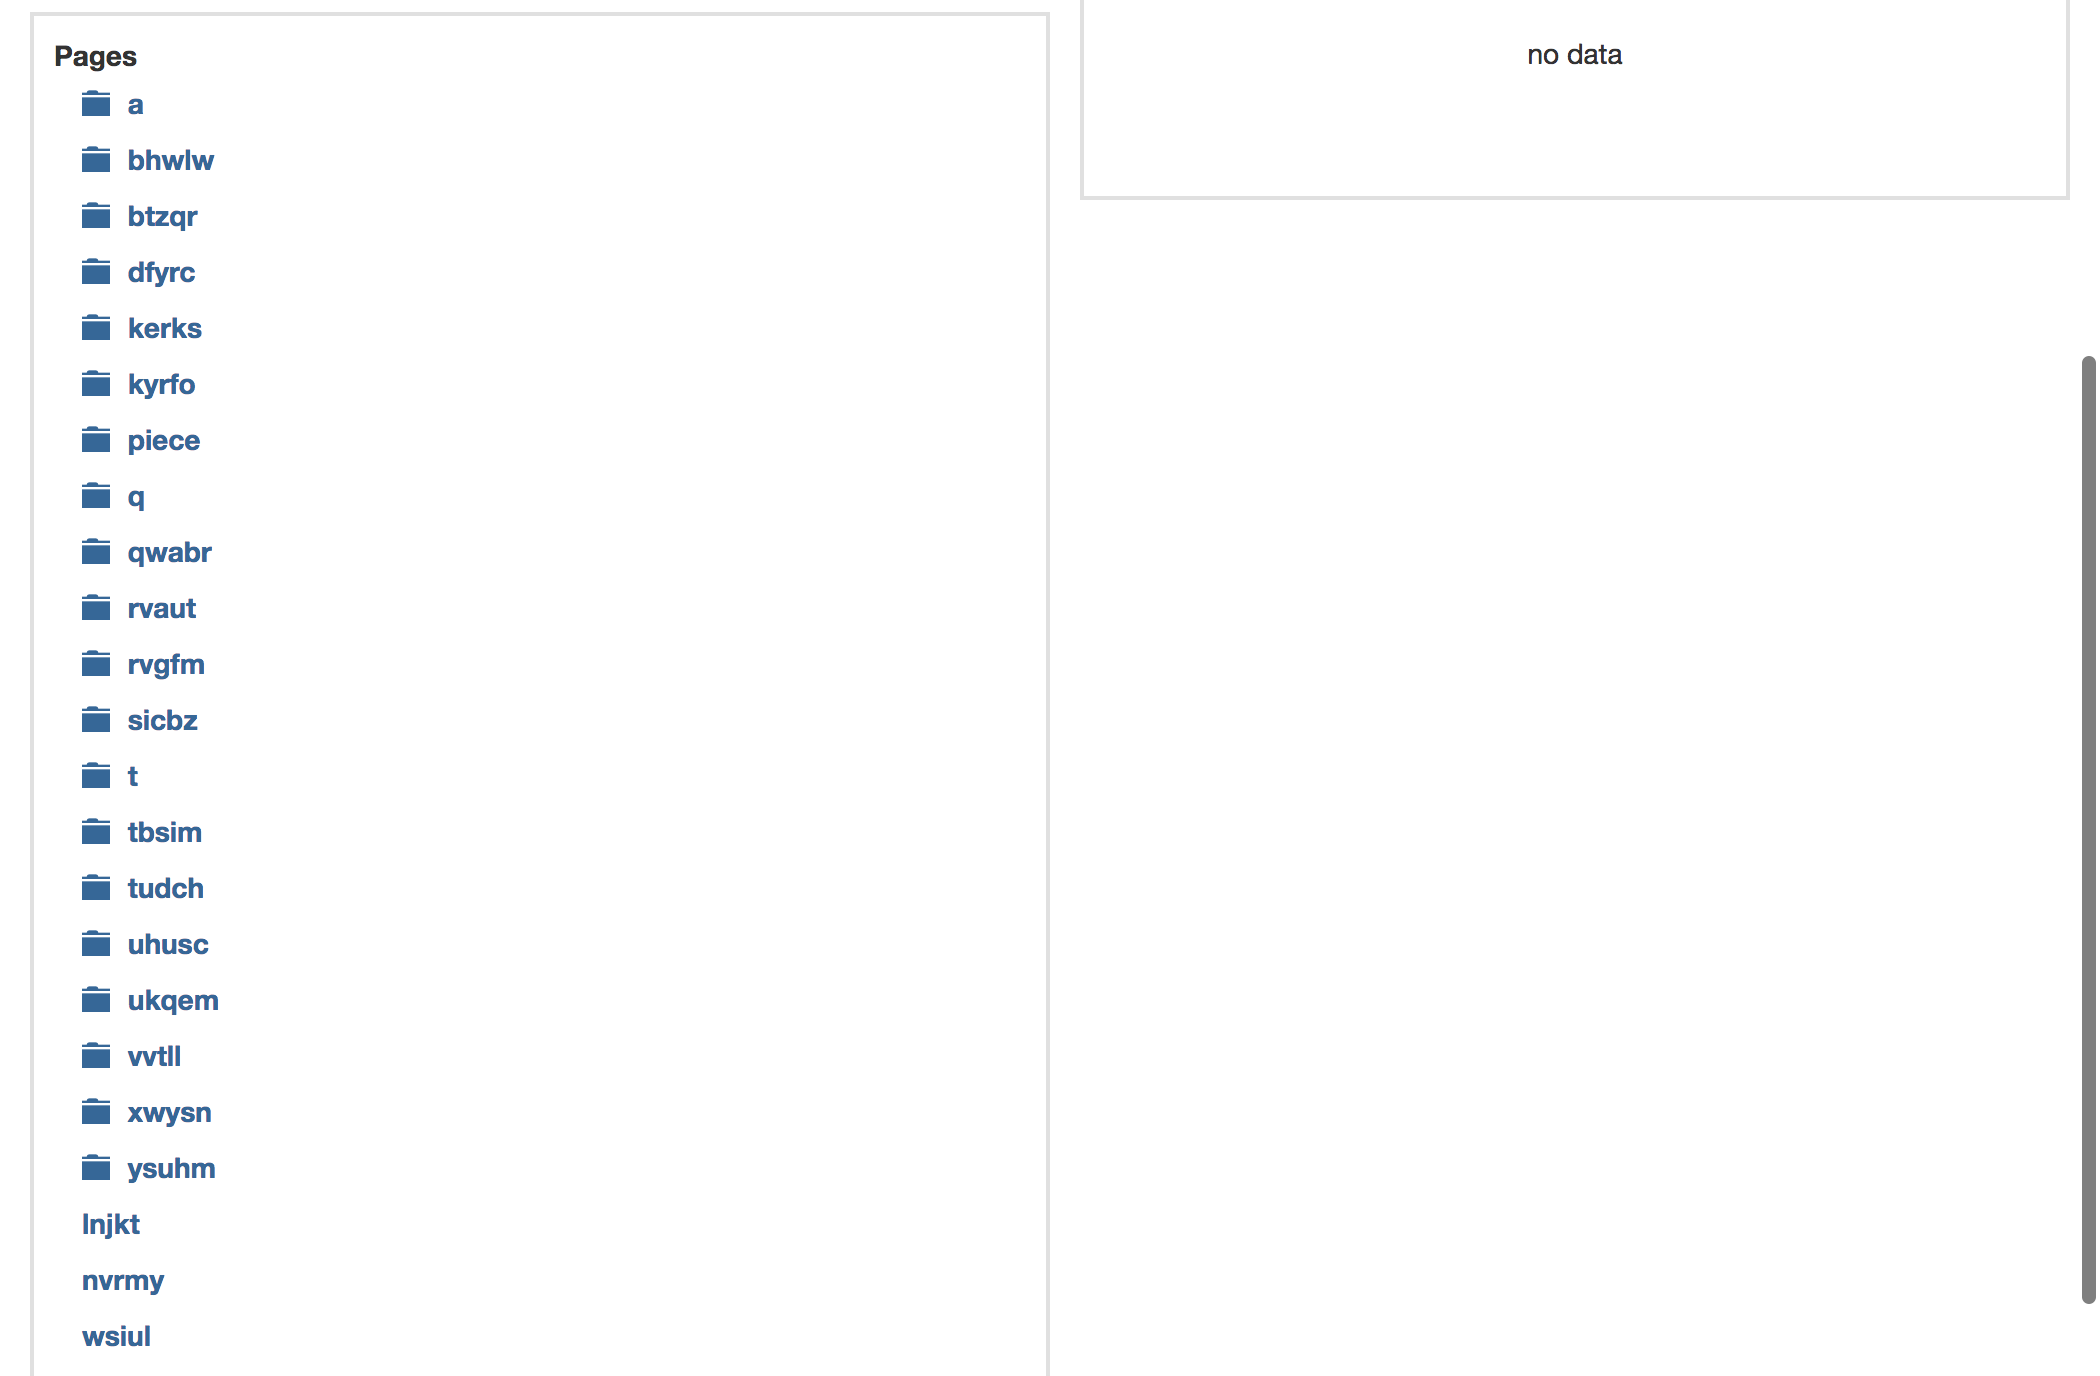 Pages
a
bhwlw
btzqr
dfyrc
kerks
kyrfo
piece
q
qwabr
rvaut
rvgfm
sicbz
t
tbsim
tudch
uhusc
ukqem
vvtll
xwysn
ysuhm
lnjkt
nvrmy
wsiul
no data